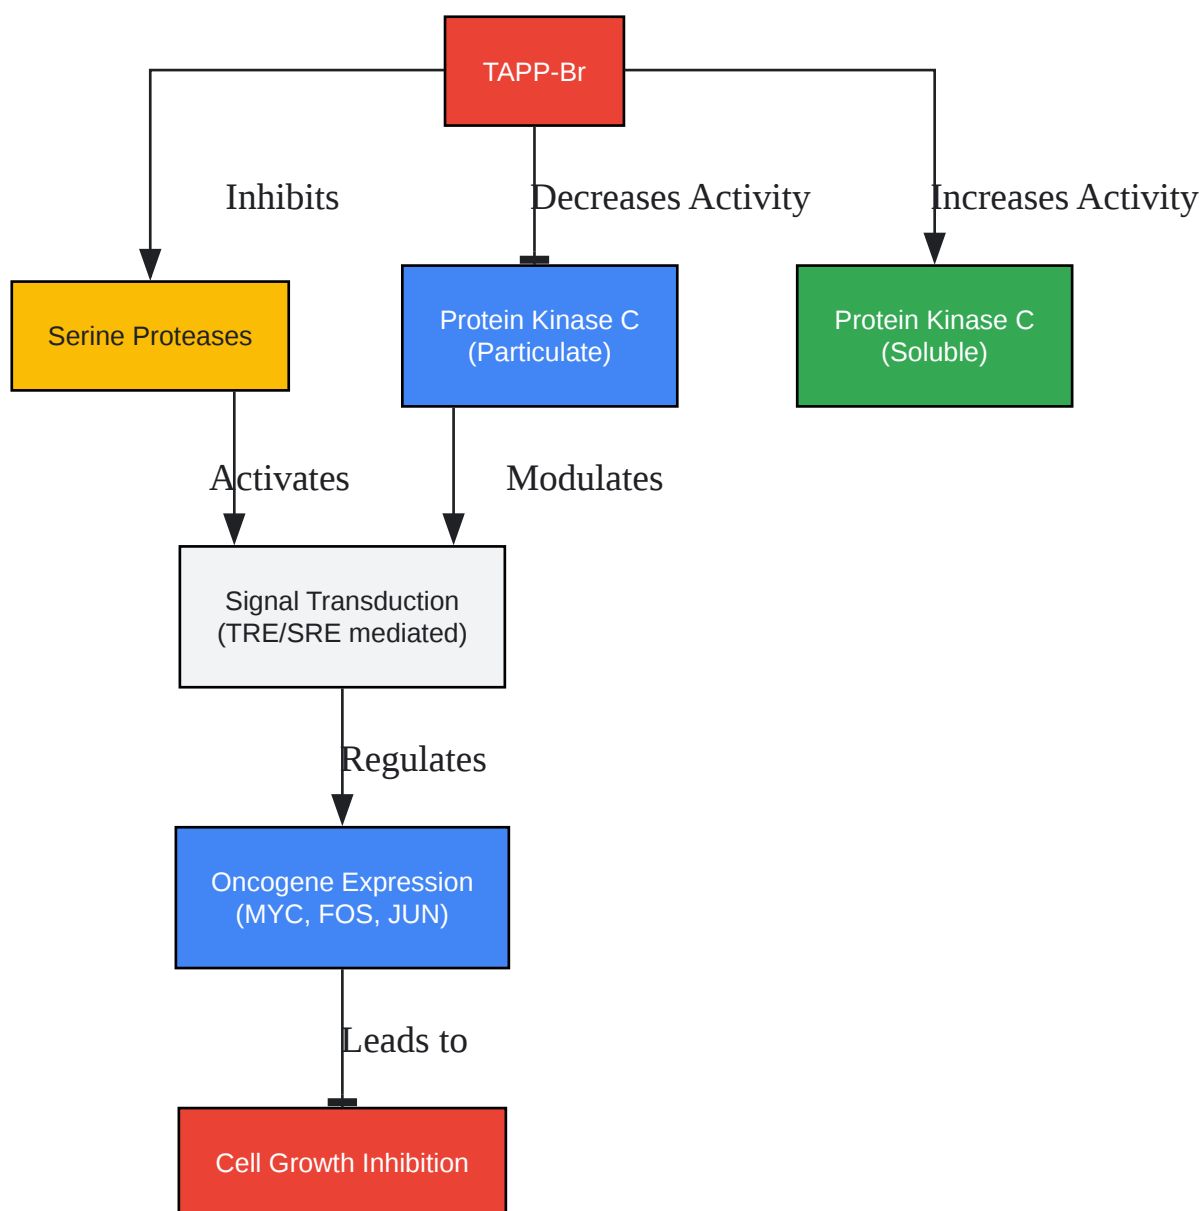 TAPP-Br
Inhibits
Decreases Activity
Increases Activity
Serine Proteases
Protein Kinase C
(Particulate)
Protein Kinase C
(Soluble)
Activates
Modulates
Signal Transduction
(TRE/SRE mediated)
Regulates
Oncogene Expression
(MYC, FOS, JUN)
Leads to
Cell Growth Inhibition